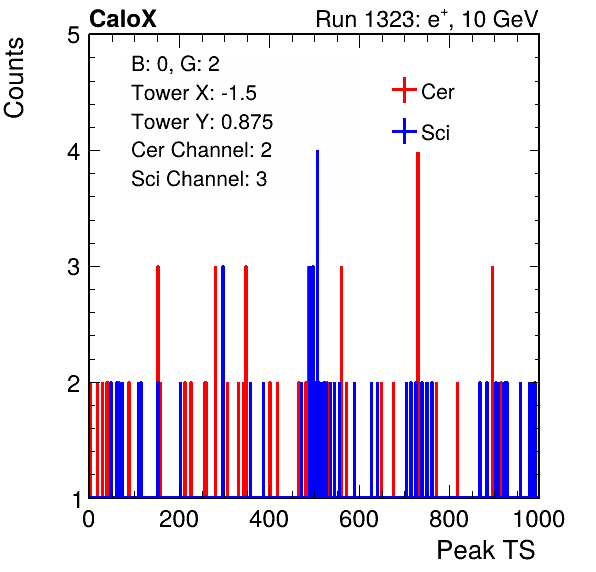 CaloX Run 1323: e⁺, 10 GeV
Counts
B: 0, G: 2
Tower X: -1.5
Tower Y: 0.875
Cer Channel: 2
Sci Channel: 3
Cer
Sci
5
4
3
2
1
0 200 400 600 800 1000
Peak TS